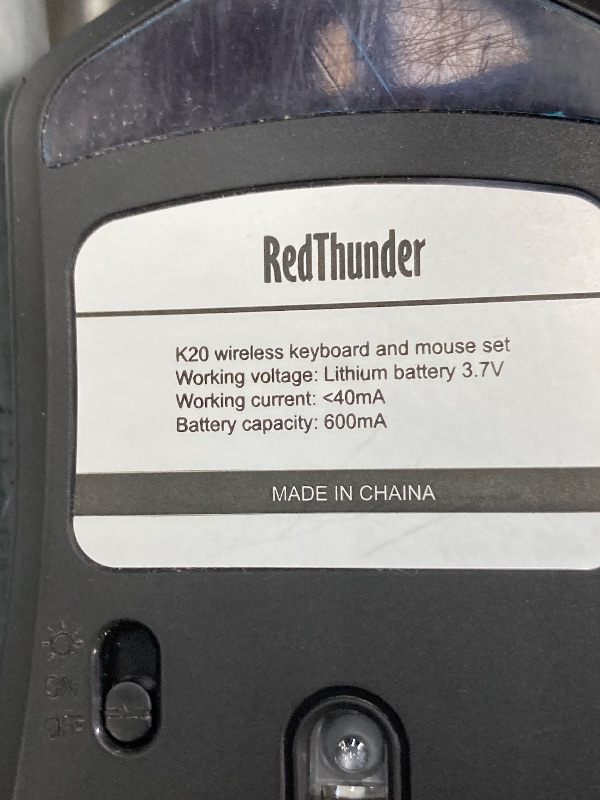 RedThunder
K20 wireless keyboard and mouse set
Working voltage: Lithium battery 3.7V
Working current: <40mA
Battery capacity: 600mA
MADE IN CHAINA
ON
OFF